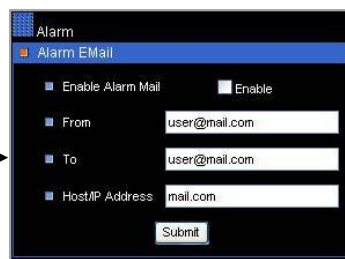 Alarm
Alarm EMail
Enable Alarm Mail Enable
From user@mail.com
To user@mail.com
Host/IP Address mail.com
Submit